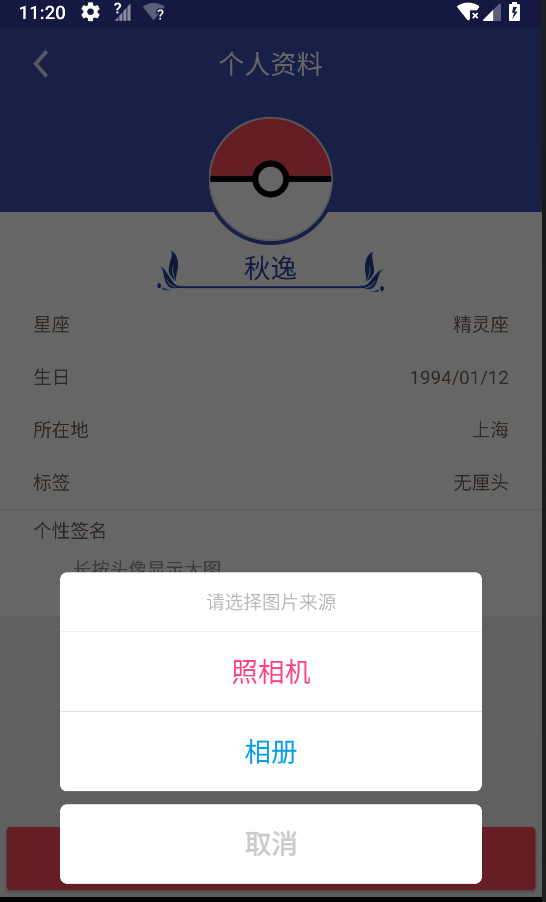 11:20
个人资料
秋逸
星座 精灵座
生日 1994/01/12
所在地 上海
标签 无厘头
个性签名
长按头像显示大图
请选择图片来源
照相机
相册
取消